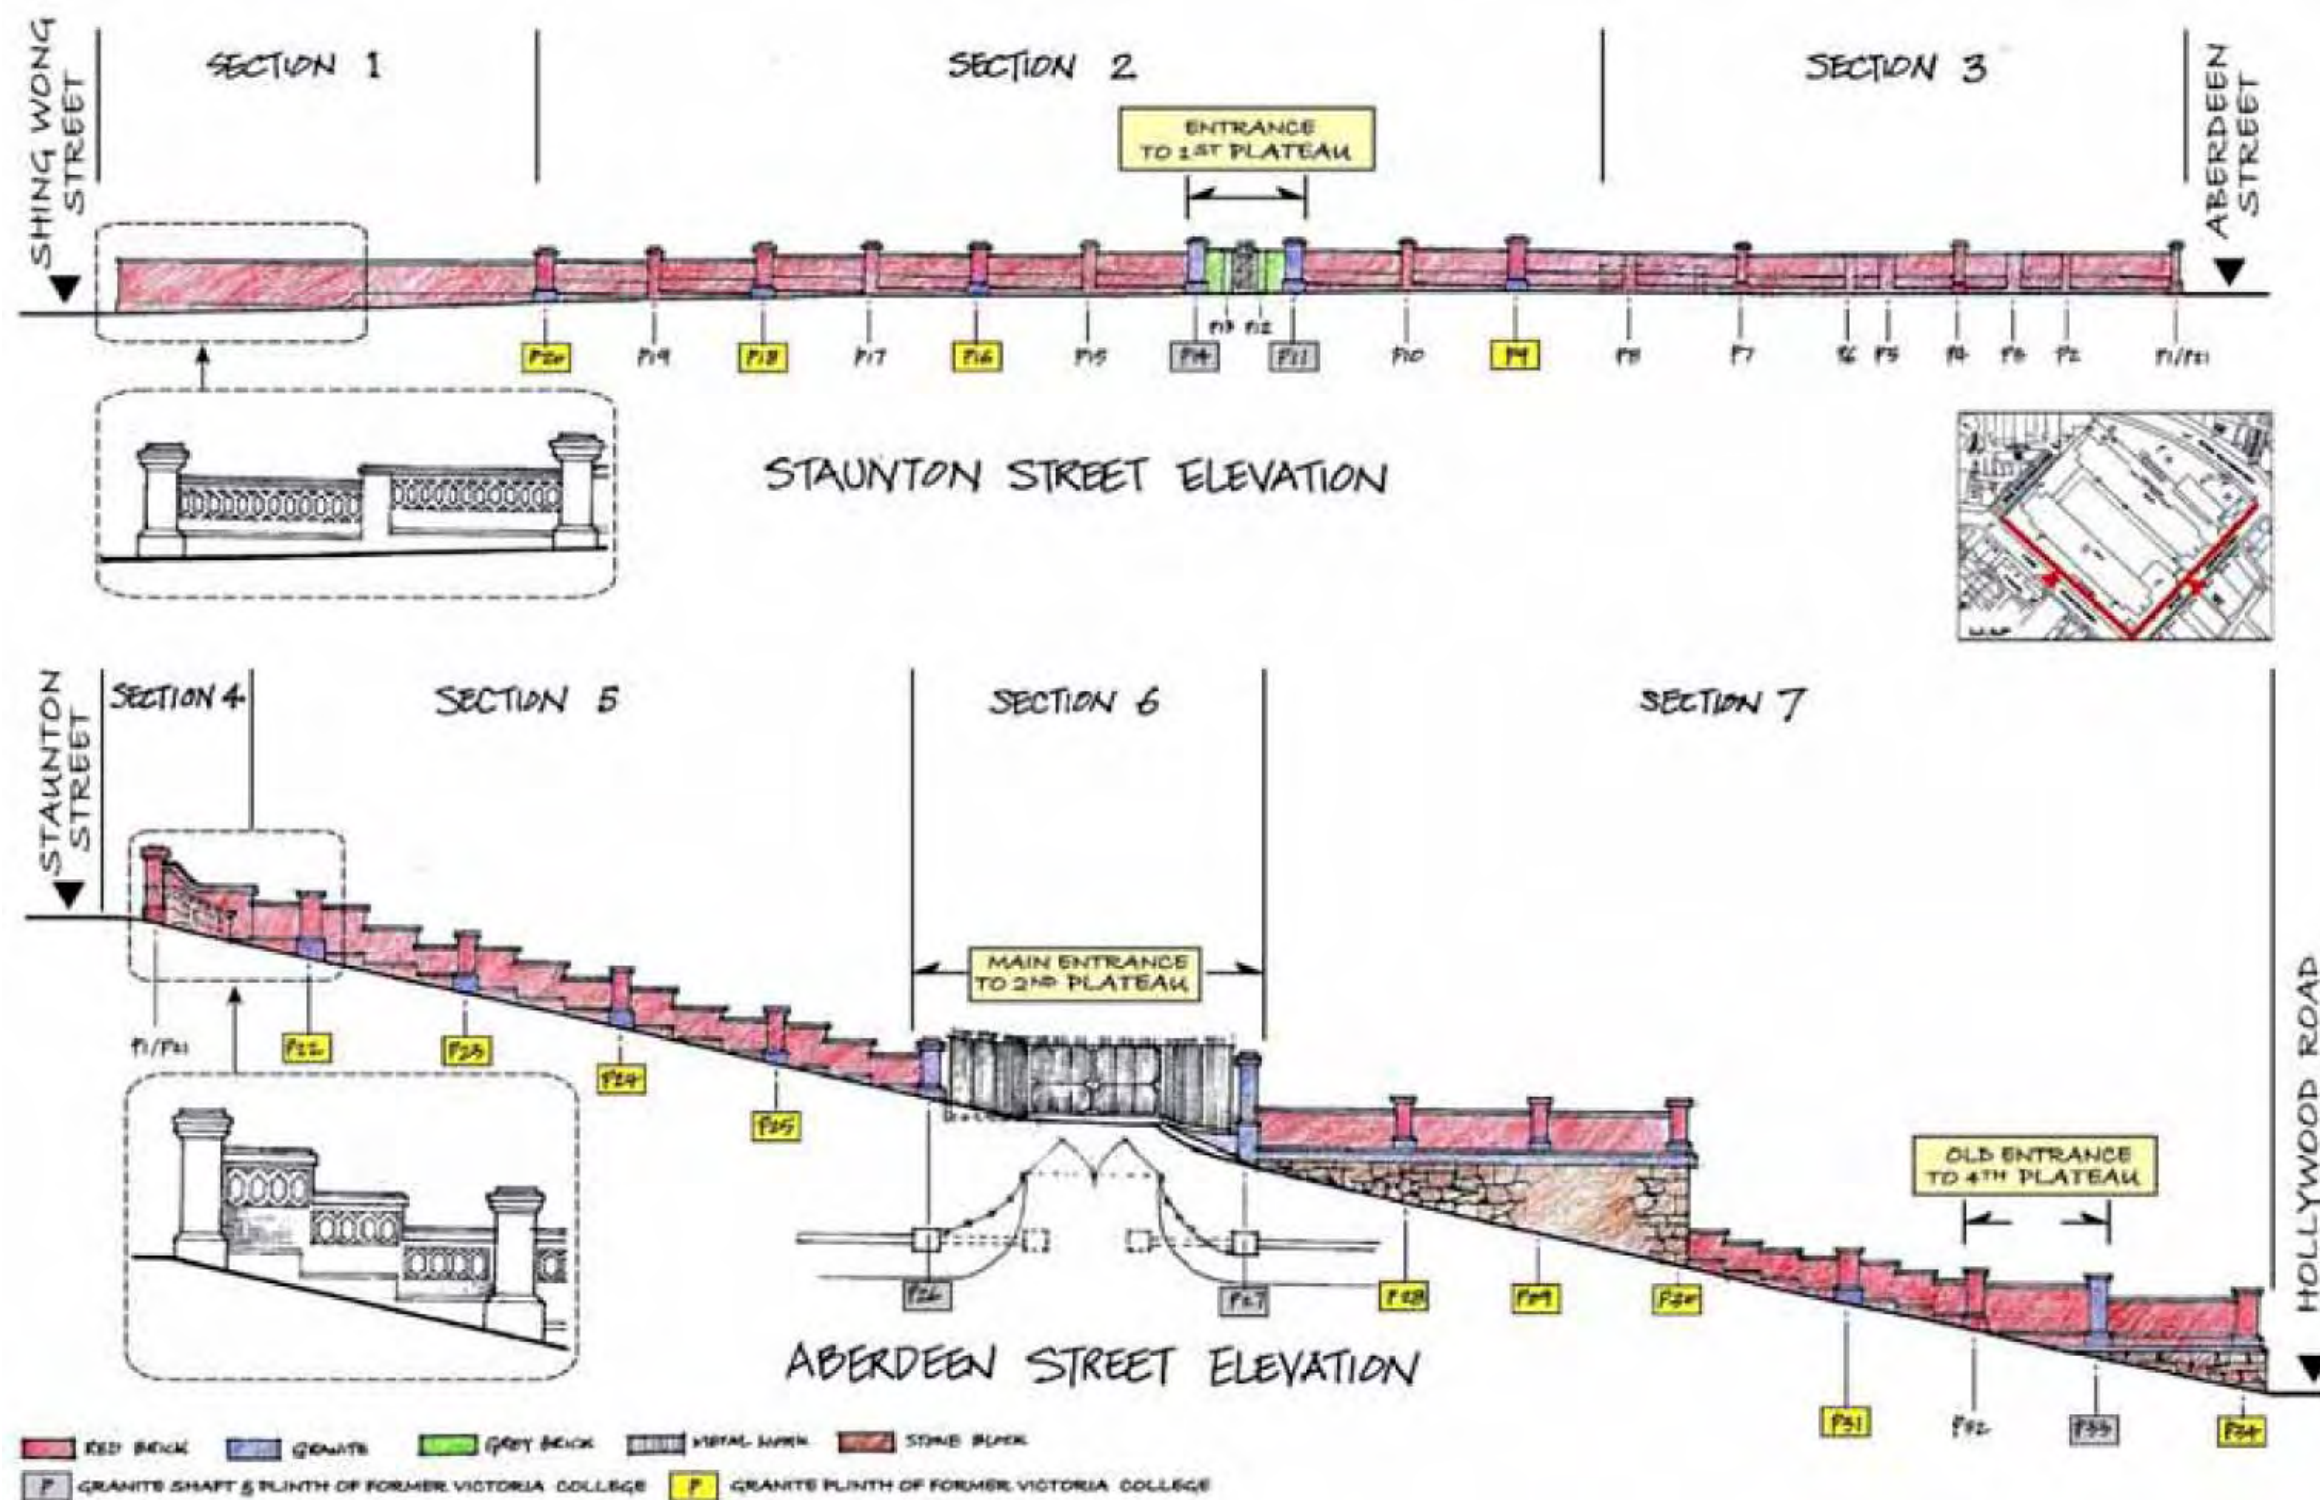 SHING WONG
STREET
SECTION 1
SECTION 2
SECTION 3
ABERDEEN
STREET
ENTRANCE
TO 1ST PLATEAU
P13 P12
P20
P19
P18
P17
P16
P15
P14
P11
P10
P9
P8
P7
P6
P5
P4
P3
P2
P1/P21
STAUNTON STREET ELEVATION
STAUNTON
STREET
SECTION 4
SECTION 5
SECTION 6
SECTION 7
MAIN ENTRANCE
TO 2ND PLATEAU
P1/P21
P22
P23
P24
P25
P26
P27
P28
P29
P30
OLD ENTRANCE
TO 4TH PLATEAU
HOLLYWOOD ROAD
P31
P32
P33
P34
ABERDEEN STREET ELEVATION
RED BRICK
GRANITE
GREY BRICK
METAL WORK
STONE BLOCK
P GRANITE SHAFT & PLINTH OF FORMER VICTORIA COLLEGE
P GRANITE PLINTH OF FORMER VICTORIA COLLEGE